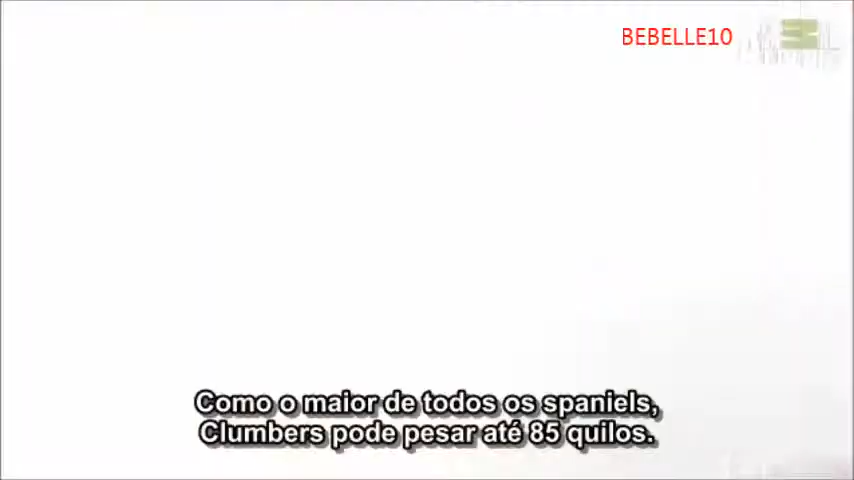 BEBELLE10
Como o maior de todos os spaniels,
Clumbers pode pesar até 85 quilos.